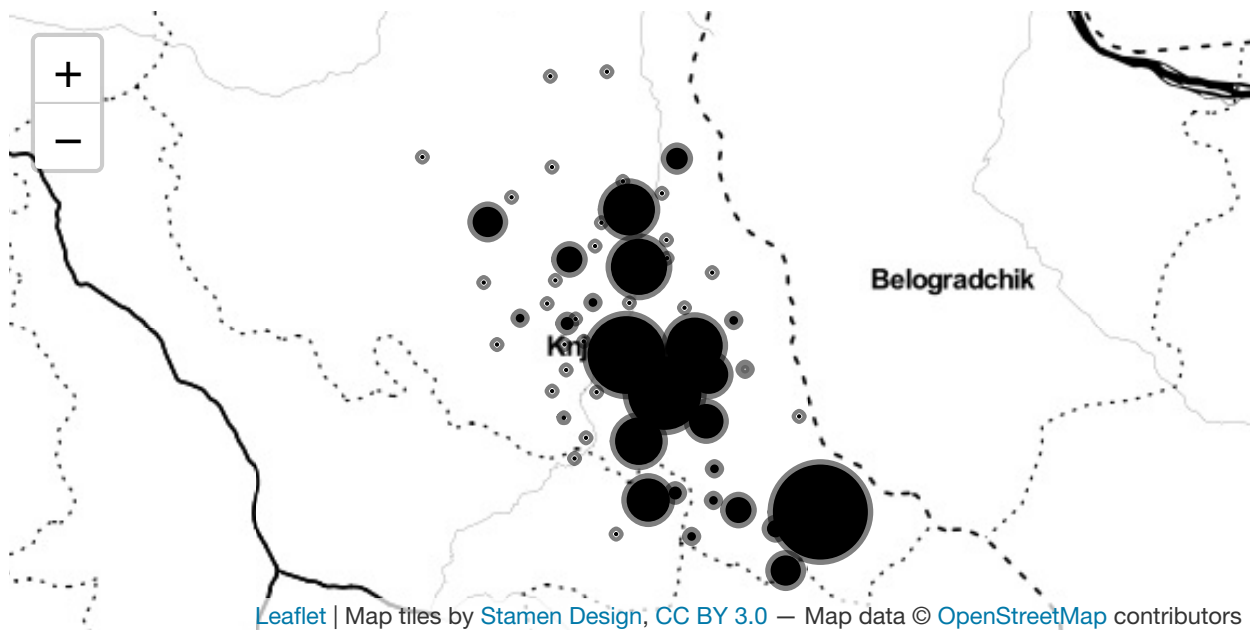 +
−
Belogradchik
Knj
Leaflet | Map tiles by Stamen Design, CC BY 3.0 — Map data © OpenStreetMap contributors